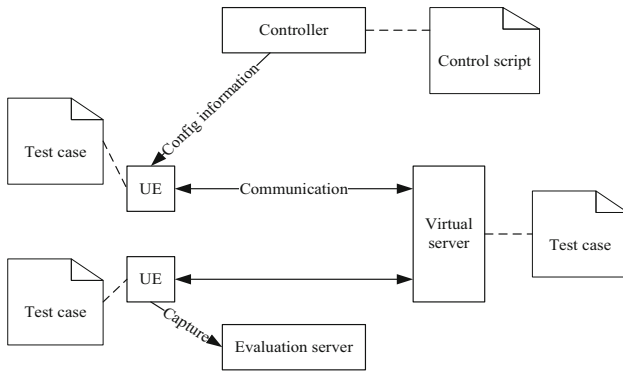 Controller
Control script
Config information
Test case
UE
Communication
Virtual
server
Test case
UE
Test case
Capture
Evaluation server